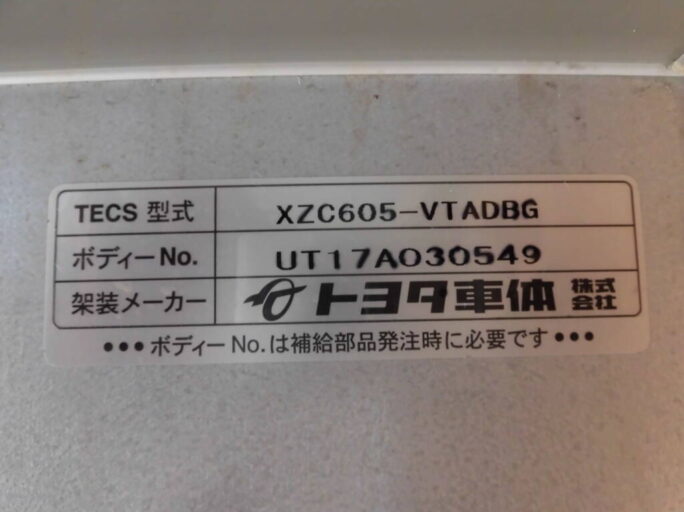 TECS 型式 XZC605-VTADBG
ボディーNo. UT17A030549
架装メーカー トヨタ車体 株式会社
•••ボディーNo.は補給部品発注時に必要です•••